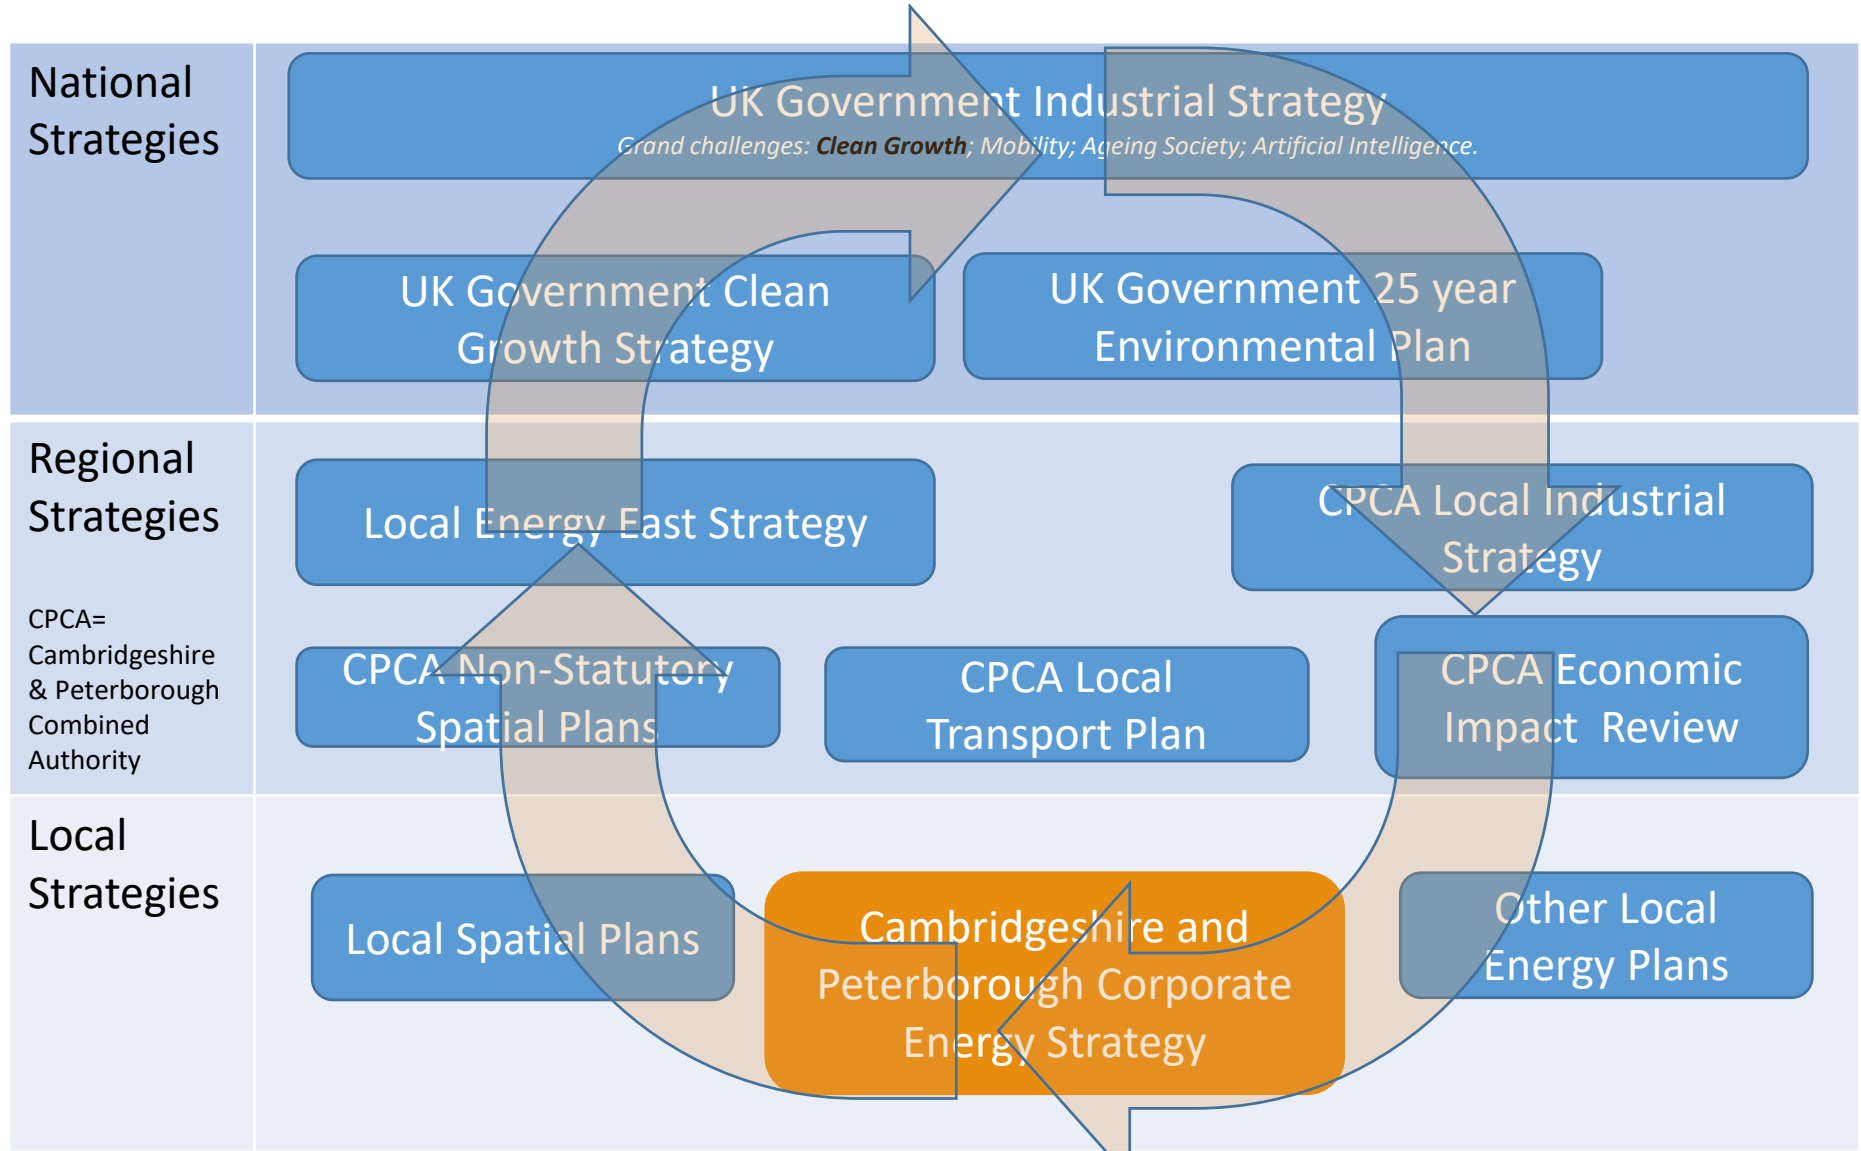 National
Strategies
UK Government Industrial Strategy
Grand challenges: Clean Growth; Mobility; Ageing Society; Artificial Intelligence.
UK Government Clean
Growth Strategy
UK Government 25 year
Environmental Plan
Regional
Strategies
CPCA=
Cambridgeshire
& Peterborough
Combined
Authority
Local Energy East Strategy
CPCA Local Industrial
Strategy
CPCA Non-Statutory
Spatial Plans
CPCA Local
Transport Plan
CPCA Economic
Impact  Review
Local
Strategies
Local Spatial Plans
Cambridgeshire and
Peterborough Corporate
Energy Strategy
Other Local
Energy Plans